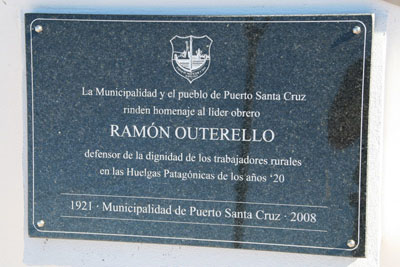 La Municipalidad y el pueblo de Puerto Santa Cruz
rinden homenaje al líder obrero
RAMÓN OUTERELLO
defensor de la dignidad de los trabajadores rurales
en las Huelgas Patagónicas de los años ‘20
1921 · Municipalidad de Puerto Santa Cruz · 2008